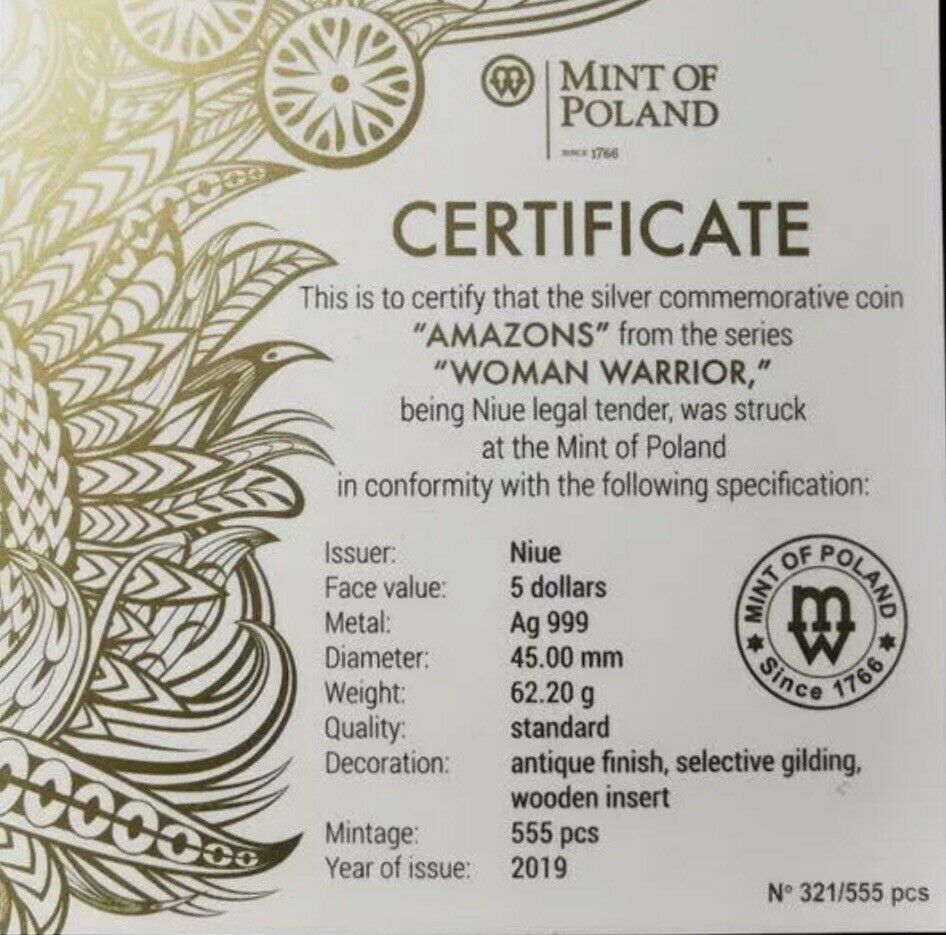 MINT OF
POLAND
SINCE 1766
CERTIFICATE
This is to certify that the silver commemorative coin
"AMAZONS" from the series
"WOMAN WARRIOR,"
being Niue legal tender, was struck
at the Mint of Poland
in conformity with the following specification:
Issuer: Niue
Face value: 5 dollars
Metal: Ag 999
Diameter: 45.00 mm
Weight: 62.20 g
Quality: standard
Decoration: antique finish, selective gilding,
wooden insert
Mintage: 555 pcs
Year of issue: 2019
MINT OF POLAND
MW
Since 1766
Nº 321/555 pcs